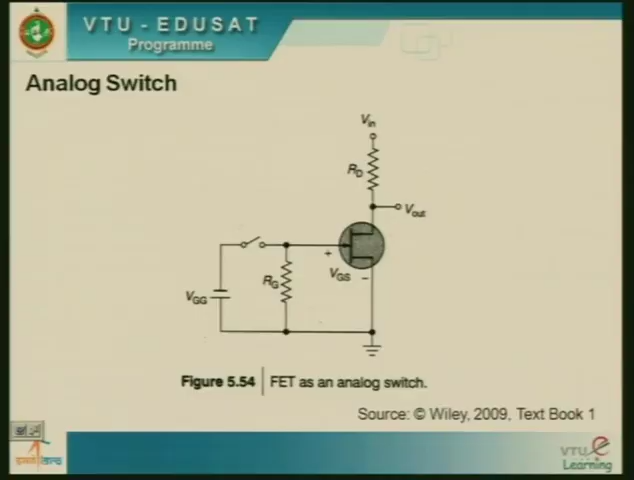 VTU - EDUSAT
Programme
Analog Switch
Vin
RD
Vout
+
VGS
–
RG
VGG
Figure 5.54 | FET as an analog switch.
Source: © Wiley, 2009, Text Book 1
VTU e
Learning